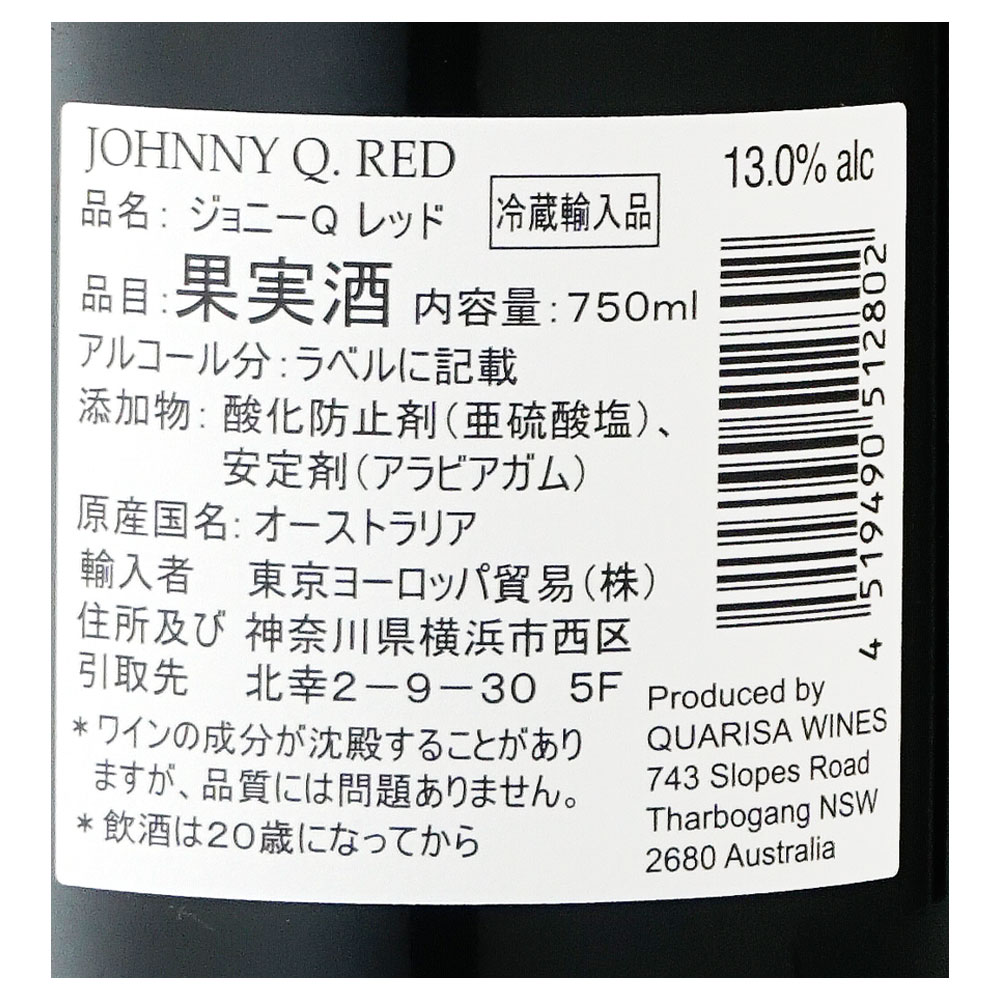 JOHNNY Q. RED
13.0% alc
品名: ジョニーQ レッド
冷蔵輸入品
品目: 果実酒 内容量: 750ml
アルコール分: ラベルに記載
添加物: 酸化防止剤(亜硫酸塩)、
安定剤(アラビアガム)
原産国名: オーストラリア
輸入者 東京ヨーロッパ貿易(株)
住所及び 神奈川県横浜市西区
引取先 北幸2-9-30 5F
*ワインの成分が沈殿することがあり
ますが、品質には問題ありません。
*飲酒は20歳になってから
4 519490 512802
Produced by
QUARISA WINES
743 Slopes Road
Tharbogang NSW
2680 Australia